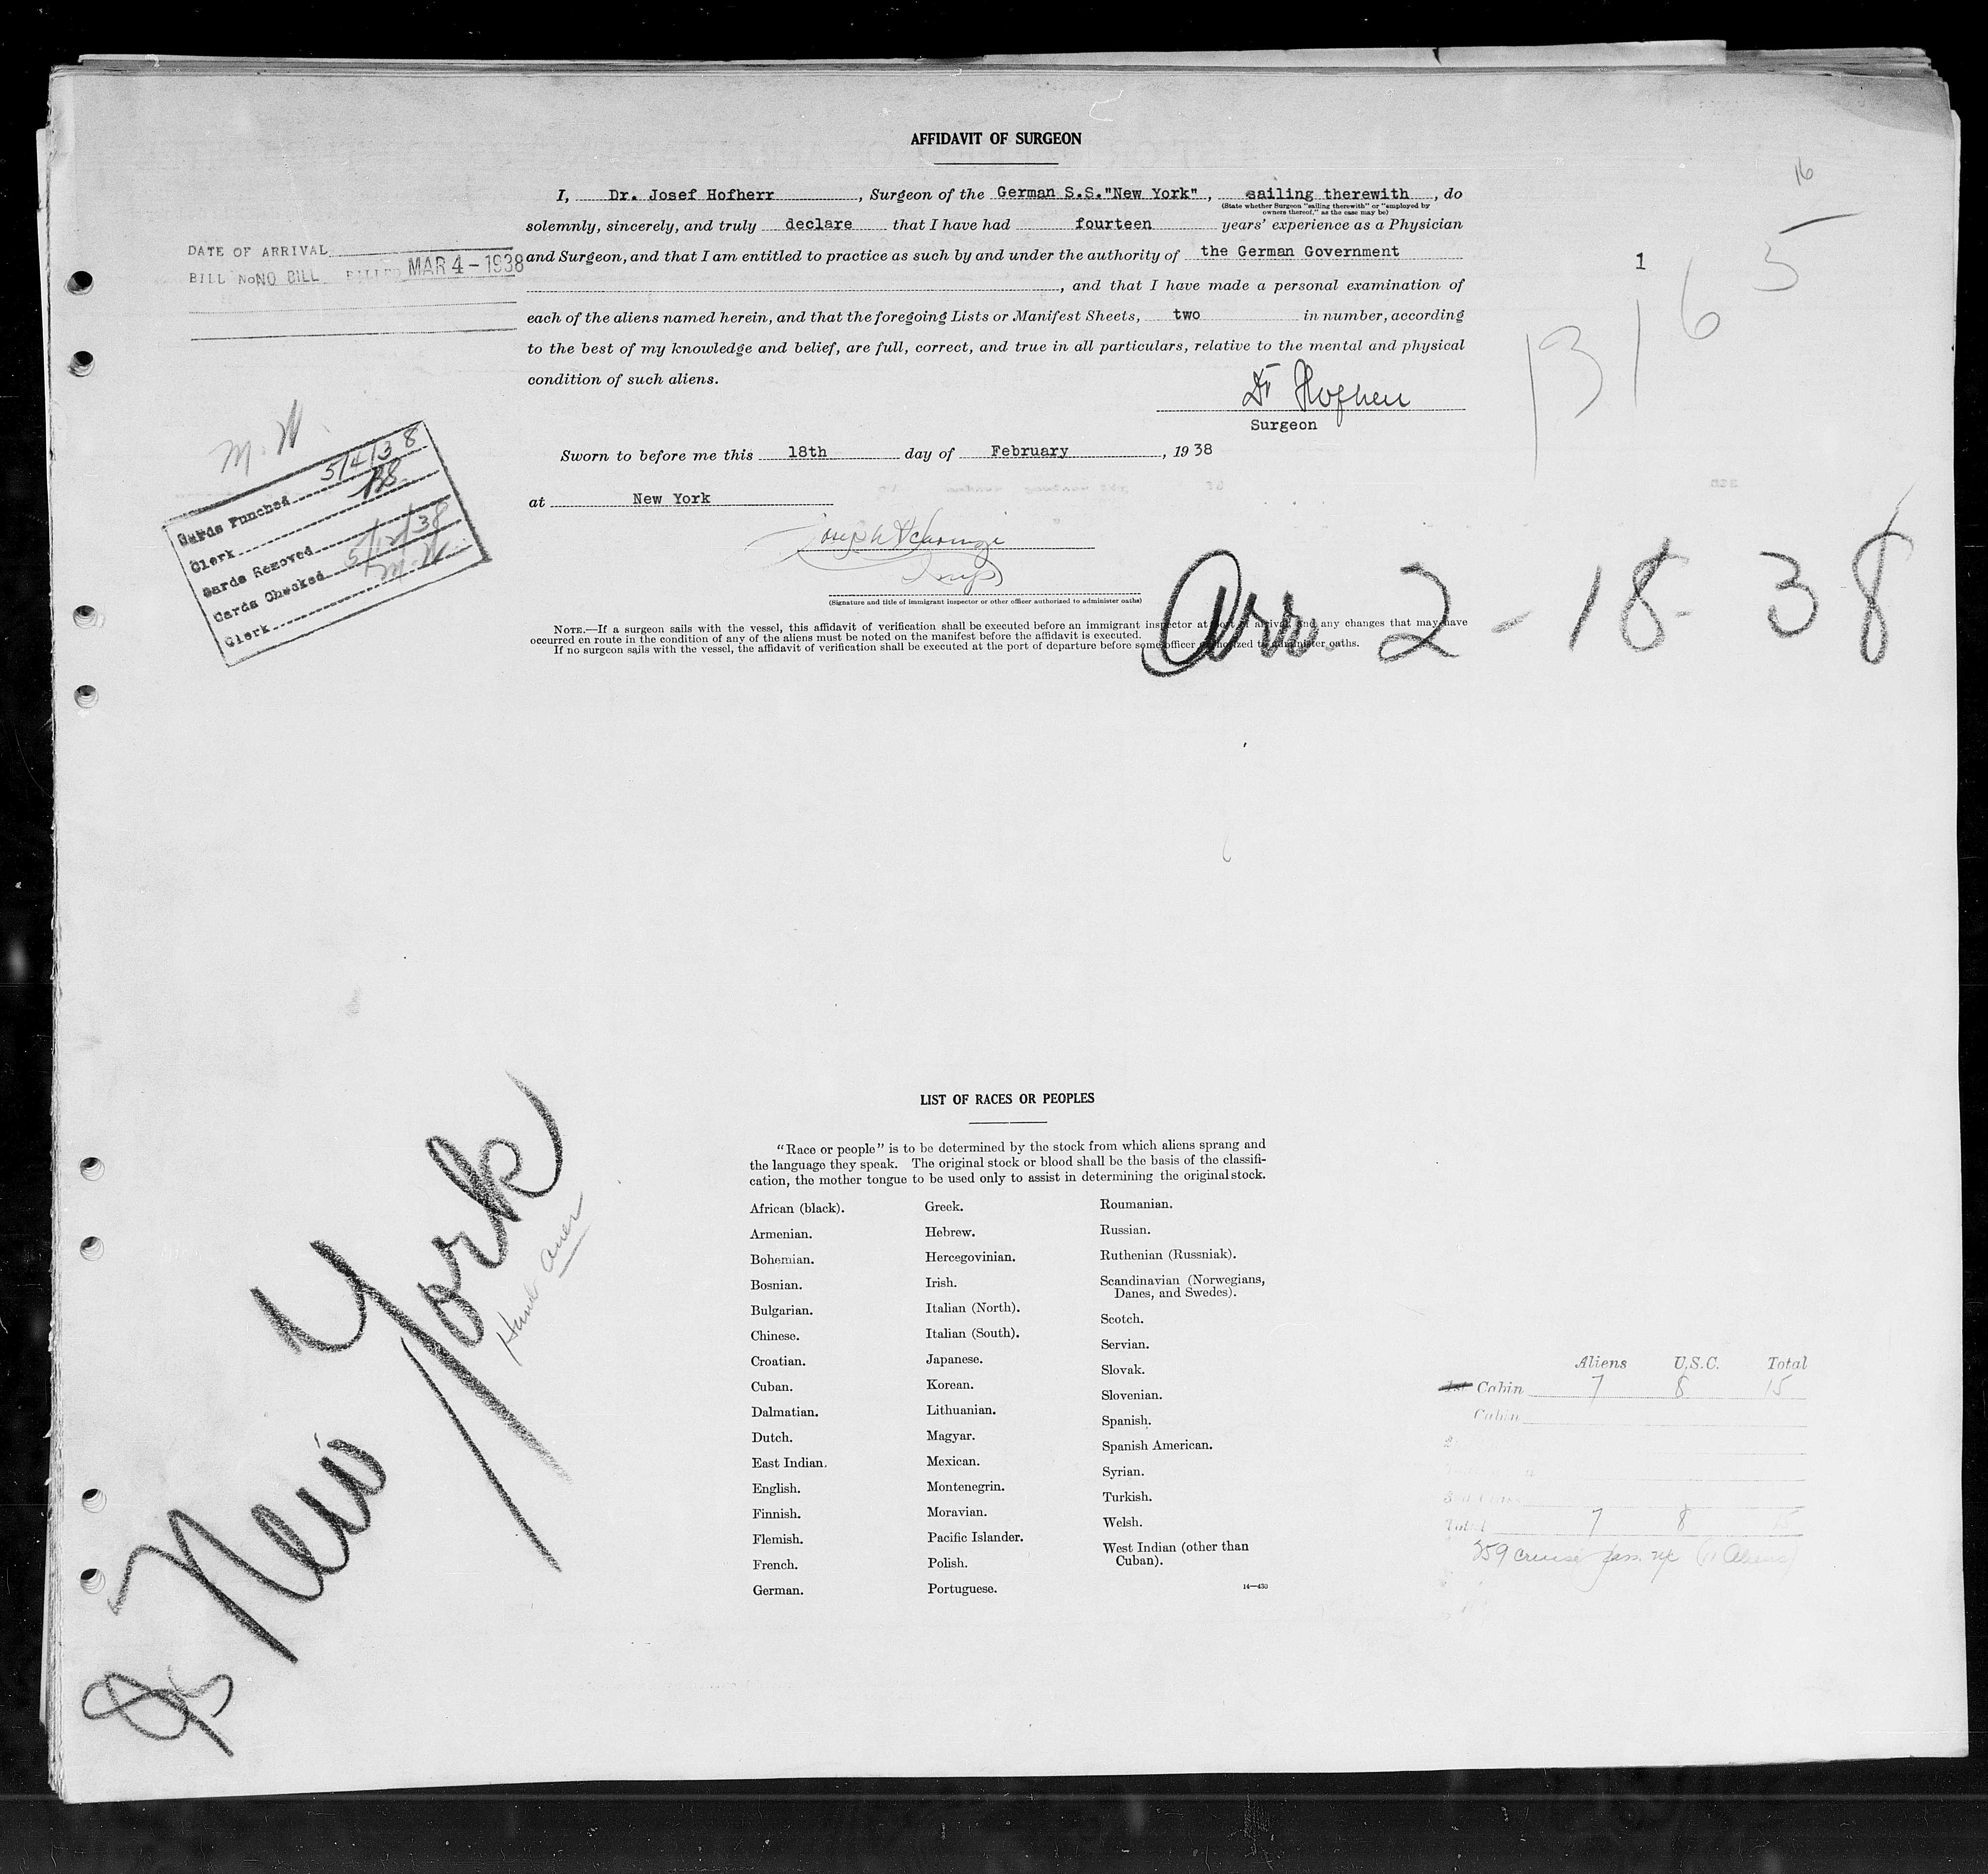 AFFIDAVIT OF SURGEON
16
I, Dr. Josef Hofherr, Surgeon of the German S.S."New York", sailing therewith, do
(State whether Surgeon "sailing therewith" or "employed by
owners thereof," as the case may be)
solemnly, sincerely, and truly declare that I have had fourteen years' experience as a Physician
and Surgeon, and that I am entitled to practice as such by and under the authority of the German Government
, and that I have made a personal examination of
each of the aliens named herein, and that the foregoing Lists or Manifest Sheets, two in number, according
to the best of my knowledge and belief, are full, correct, and true in all particulars, relative to the mental and physical
condition of such aliens.
DATE OF ARRIVAL
BILL No NO BILL BILLED MAR 4 - 1938
1
5
6
13
Dr Hofherr
Surgeon
Sworn to before me this 18th day of February, 1938
at New York
Insp
(Signature and title of immigrant inspector or other officer authorized to administer oaths)
M.W.
Cards Punched 5/4/38
Clerk BB
Cards Removed
Cards Checked 5/12/38
Clerk M.W.
Arr. 2-18-38
NOTE.—If a surgeon sails with the vessel, this affidavit of verification shall be executed before an immigrant inspector at port of arrival and any changes that may have
occurred en route in the condition of any of the aliens must be noted on the manifest before the affidavit is executed.
If no surgeon sails with the vessel, the affidavit of verification shall be executed at the port of departure before some officer authorized to administer oaths.
SS New York
LIST OF RACES OR PEOPLES
"Race or people" is to be determined by the stock from which aliens sprang and
the language they speak. The original stock or blood shall be the basis of the classifi-
cation, the mother tongue to be used only to assist in determining the original stock.
African (black).
Armenian.
Bohemian.
Bosnian.
Bulgarian.
Chinese.
Croatian.
Cuban.
Dalmatian.
Dutch.
East Indian.
English.
Finnish.
Flemish.
French.
German.
Greek.
Hebrew.
Hercegovinian.
Irish.
Italian (North).
Italian (South).
Japanese.
Korean.
Lithuanian.
Magyar.
Mexican.
Montenegrin.
Moravian.
Pacific Islander.
Polish.
Portuguese.
Roumanian.
Russian.
Ruthenian (Russniak).
Scandinavian (Norwegians,
Danes, and Swedes).
Scotch.
Servian.
Slovak.
Slovenian.
Spanish.
Spanish American.
Syrian.
Turkish.
Welsh.
West Indian (other than
Cuban).
14—430
Aliens U.S.C. Total
1st Cabin 7 8 15
Cabin
Total 7 8 15
359 cruise pass. (11 Aliens)